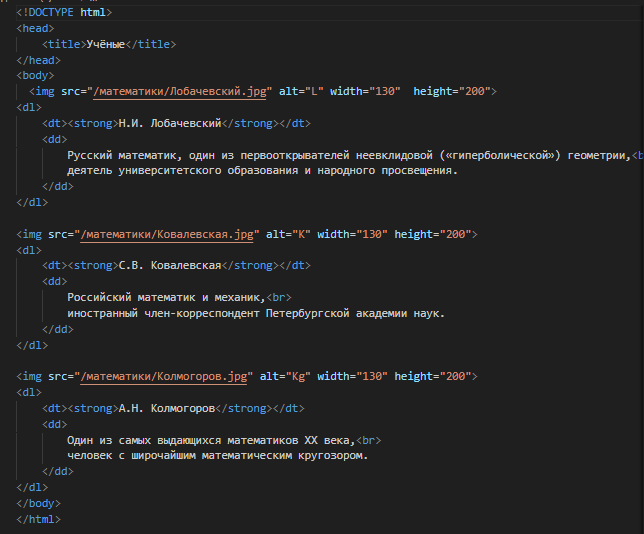 <!DOCTYPE html>
<head>
<title>Учёные</title>
</head>
<body>
<img src="/математики/Лобачевский.jpg" alt="L" width="130"  height="200">
<dl>
<dt><strong>Н.И. Лобачевский</strong></dt>
<dd>
Русский математик, один из первооткрывателей неевклидовой («гиперболической») геометрии,<b
деятель университетского образования и народного просвещения.
</dd>
</dl>
<img src="/математики/Ковалевская.jpg" alt="K" width="130" height="200">
<dl>
<dt><strong>С.В. Ковалевская</strong></dt>
<dd>
Российский математик и механик,<br>
иностранный член-корреспондент Петербургской академии наук.
</dd>
</dl>
<img src="/математики/Колмогоров.jpg" alt="Kg" width="130" height="200">
<dl>
<dt><strong>А.Н. Колмогоров</strong></dt>
<dd>
Один из самых выдающихся математиков XX века,<br>
человек с широчайшим математическим кругозором.
</dd>
</dl>
</body>
</html>